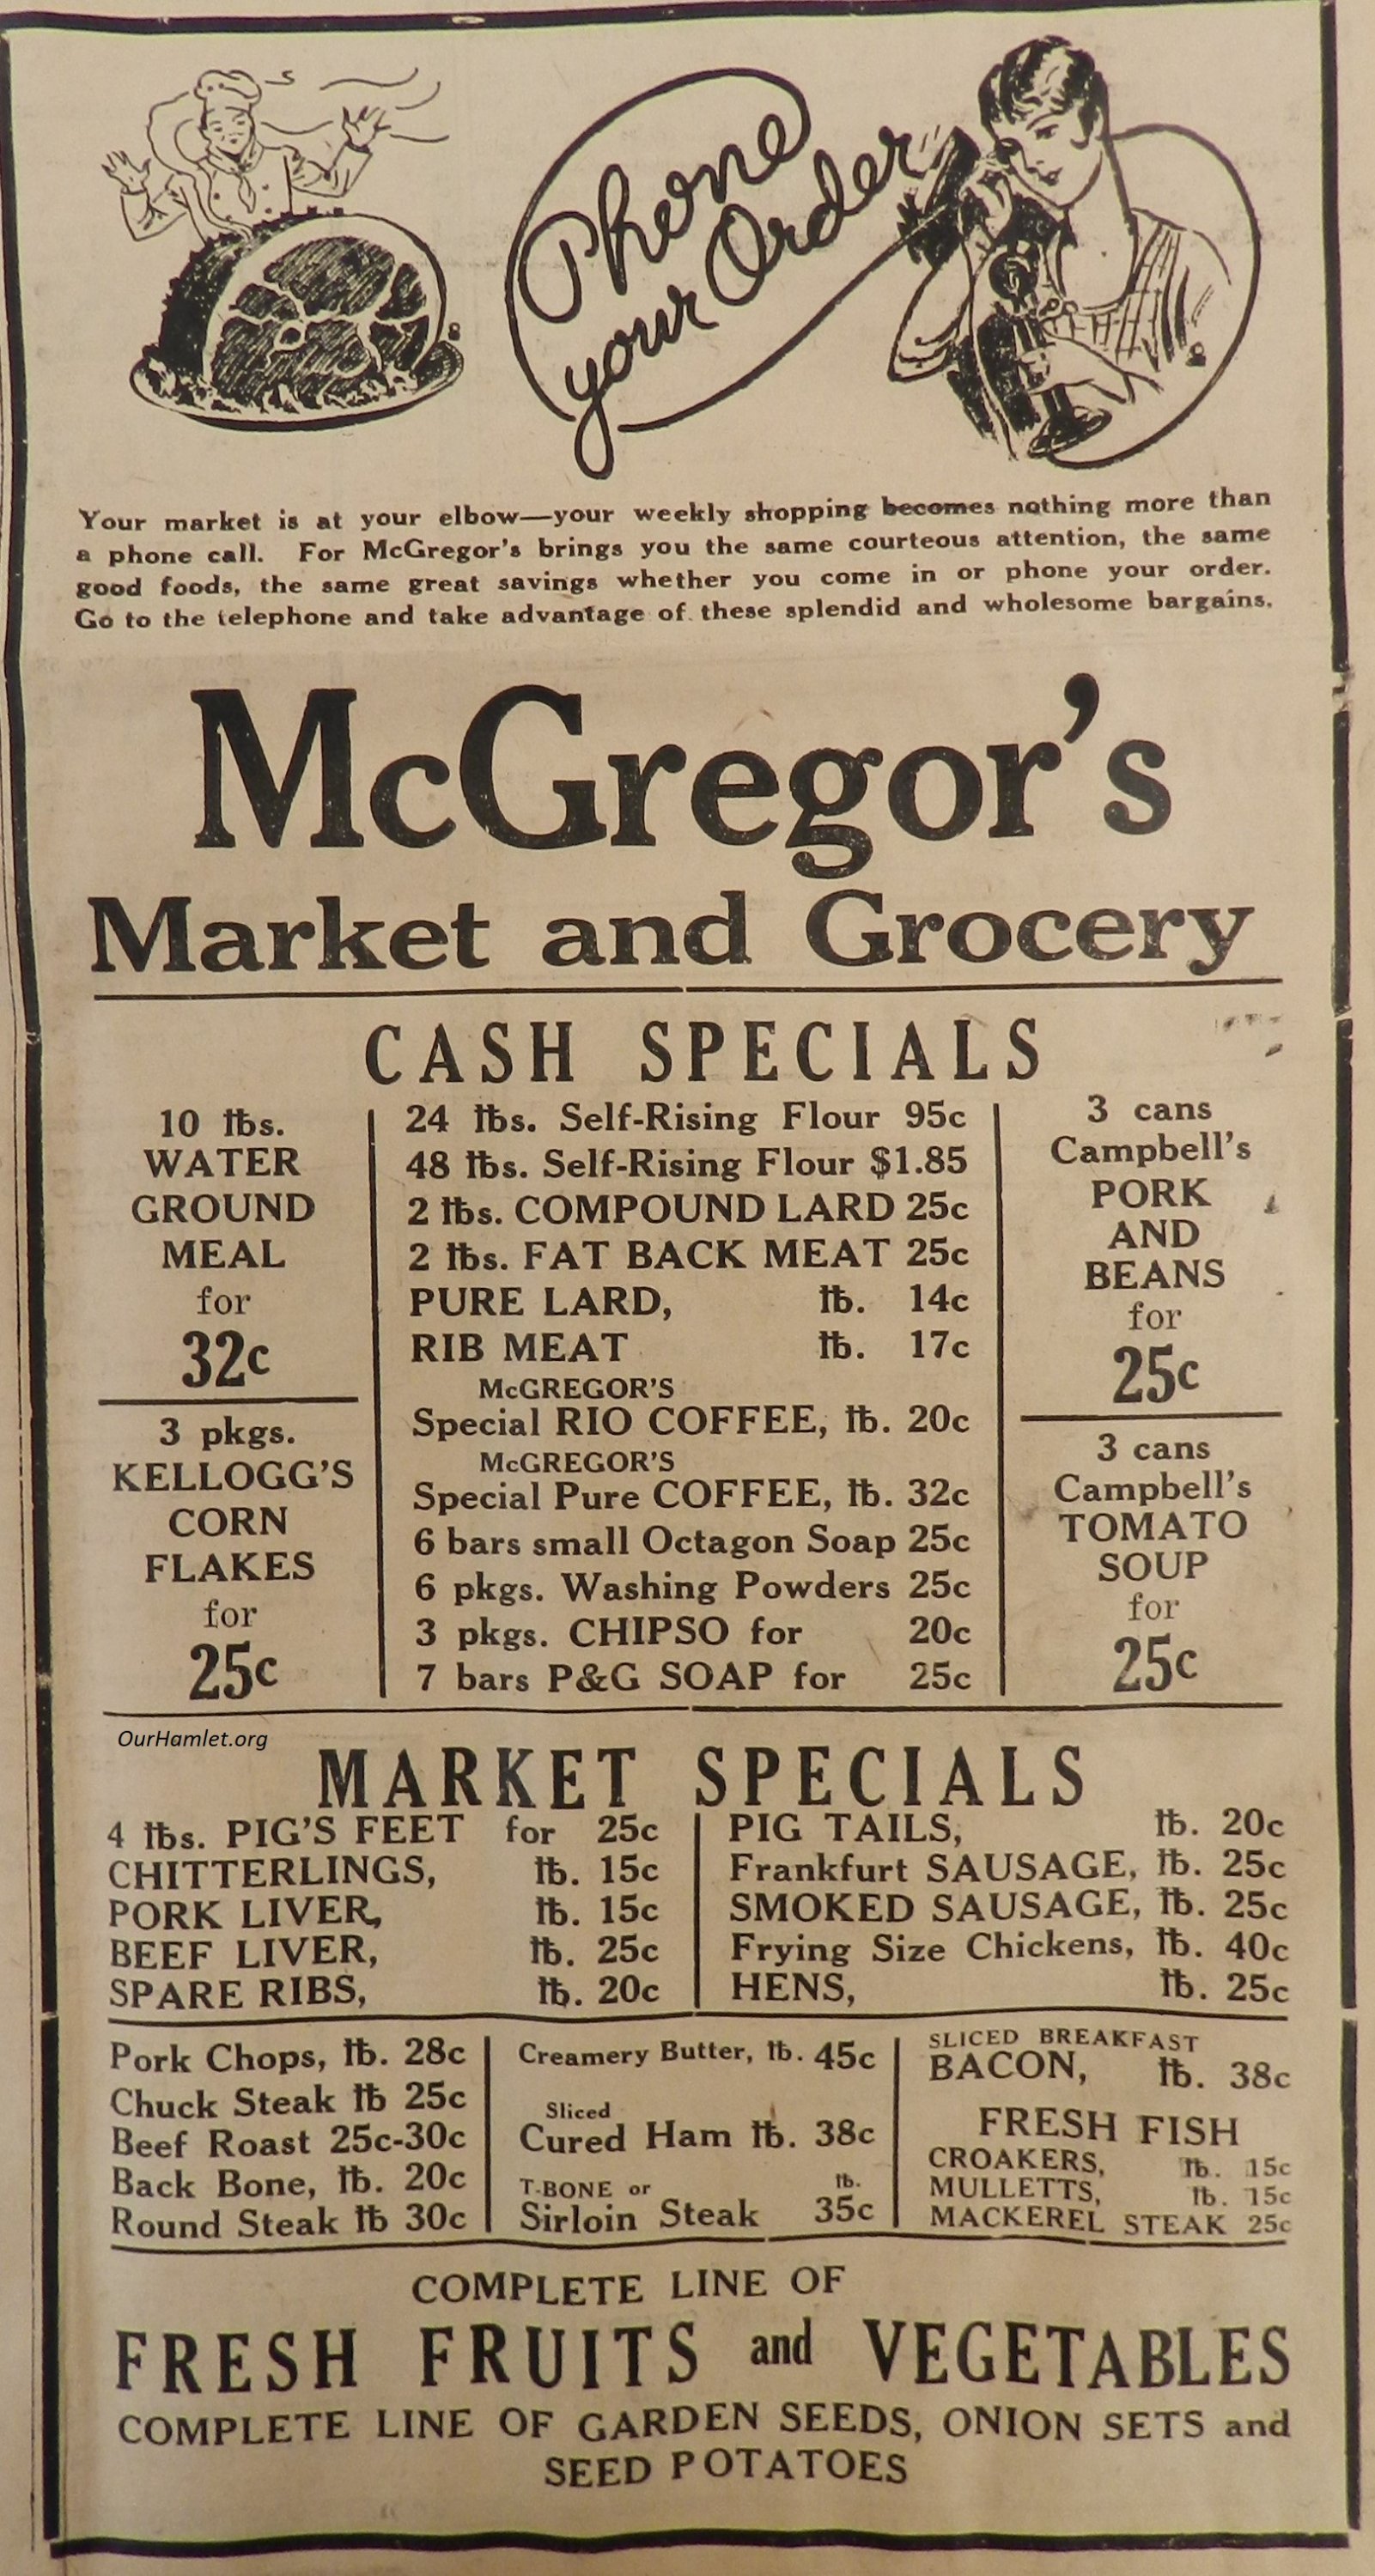 Phone
your Order
Your market is at your elbow—your weekly shopping becomes nothing more than
a phone call. For McGregor's brings you the same courteous attention, the same
good foods, the same great savings whether you come in or phone your order.
Go to the telephone and take advantage of these splendid and wholesome bargains.
McGregor's
Market and Grocery
CASH SPECIALS
10 lbs.
WATER
GROUND
MEAL
for
32c
3 pkgs.
KELLOGG'S
CORN
FLAKES
for
25c
24 lbs. Self-Rising Flour 95c
48 lbs. Self-Rising Flour $1.85
2 lbs. COMPOUND LARD 25c
2 lbs. FAT BACK MEAT 25c
PURE LARD, lb. 14c
RIB MEAT lb. 17c
McGREGOR'S
Special RIO COFFEE, lb. 20c
McGREGOR'S
Special Pure COFFEE, lb. 32c
6 bars small Octagon Soap 25c
6 pkgs. Washing Powders 25c
3 pkgs. CHIPSO for 20c
7 bars P&G SOAP for 25c
3 cans
Campbell's
PORK
AND
BEANS
for
25c
3 cans
Campbell's
TOMATO
SOUP
for
25c
OurHamlet.org
MARKET SPECIALS
4 lbs. PIG'S FEET for 25c
CHITTERLINGS, lb. 15c
PORK LIVER, lb. 15c
BEEF LIVER, lb. 25c
SPARE RIBS, lb. 20c
PIG TAILS, lb. 20c
Frankfurt SAUSAGE, lb. 25c
SMOKED SAUSAGE, lb. 25c
Frying Size Chickens, lb. 40c
HENS, lb. 25c
Pork Chops, lb. 28c
Chuck Steak lb 25c
Beef Roast 25c-30c
Back Bone, lb. 20c
Round Steak lb 30c
Creamery Butter, lb. 45c
Sliced
Cured Ham lb. 38c
T-BONE or lb.
Sirloin Steak 35c
SLICED BREAKFAST
BACON, lb. 38c
FRESH FISH
CROAKERS, lb. 15c
MULLETTS, lb. 15c
MACKEREL STEAK 25c
COMPLETE LINE OF
FRESH FRUITS and VEGETABLES
COMPLETE LINE OF GARDEN SEEDS, ONION SETS and
SEED POTATOES